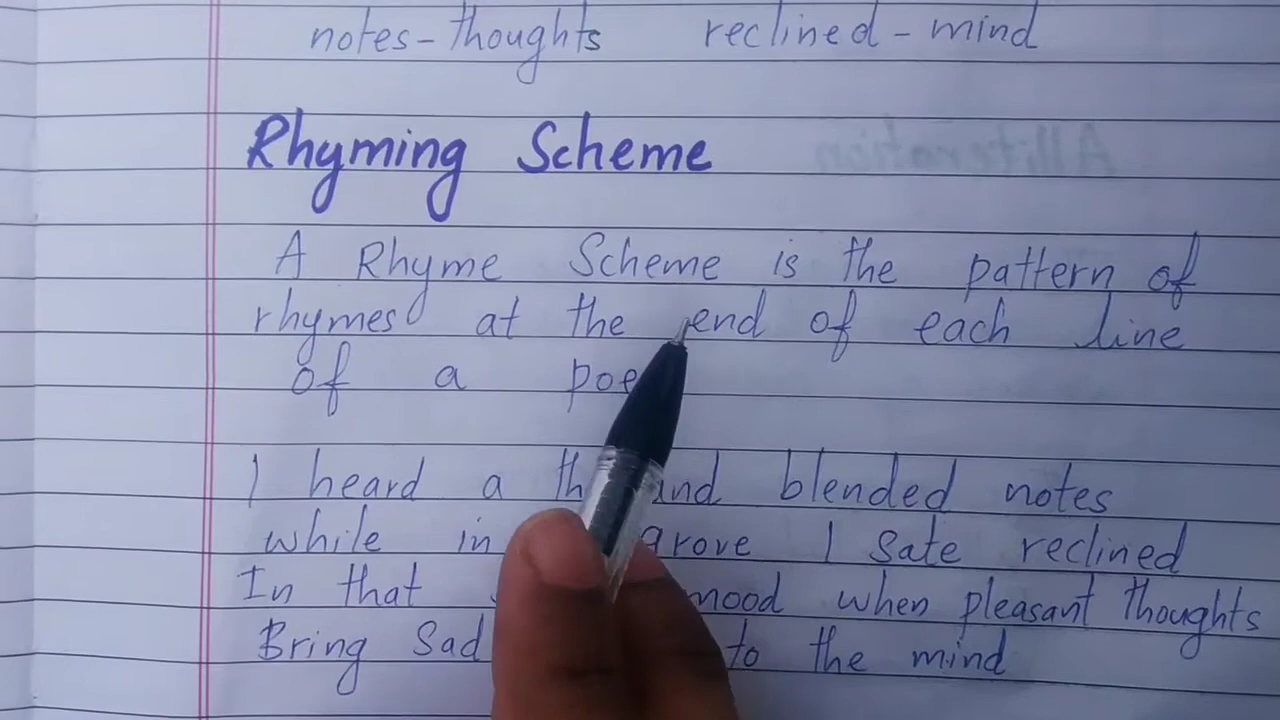 notes - thoughts reclined - mind
Rhyming Scheme
A Rhyme Scheme is the pattern of
rhymes at the end of each line
of a
I heard a blended notes
while in I sate reclined
In that mood when pleasant thoughts
Bring Sad to the mind